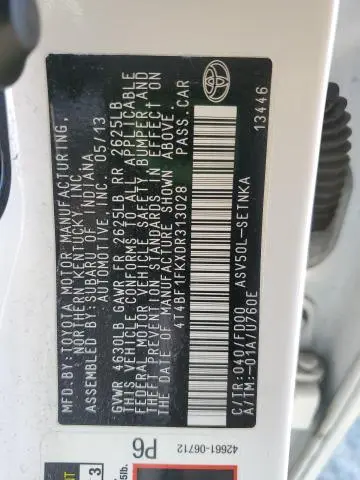 MFD. BY: TOYOTA MOTOR MANUFACTURING,
NORTHERN KENTUCKY, INC.
ASSEMBLED BY: SUBARU OF INDIANA
AUTOMOTIVE, INC. 05/13
GVWR 4630LB GAWR FR 2625LB RR 2625LB
THIS VEHICLE CONFORMS TO ALL APPLICABLE
FEDERAL MOTOR VEHICLE SAFETY, BUMPER, AND
THEFT PREVENTION STANDARDS IN EFFECT ON
THE DATE OF MANUFACTURE SHOWN ABOVE.
4T4BF1FKXDR313028 PASS. CAR
C/TR: 040/FD00 ASV50L-SETNKA
A/TM: -01A/U760E 13446
TOYOTA
42661-06712
P6
3